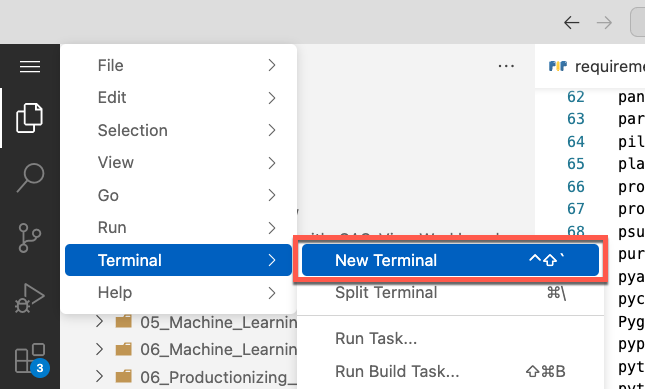 requireme
File
Edit
Selection
View
Go
Run
Terminal
Help
New Terminal ^⇧`
Split Terminal ⌘\
Run Task...
Run Build Task... ⇧⌘B
05_Machine_Learnin
06_Machine_Learnin
06_Productionizing_
3
62 pan
63 par
64 pil
65 pla
66 pro
67 pro
68 psu
pur
pya
pyc
Pyg
pyp
pyt